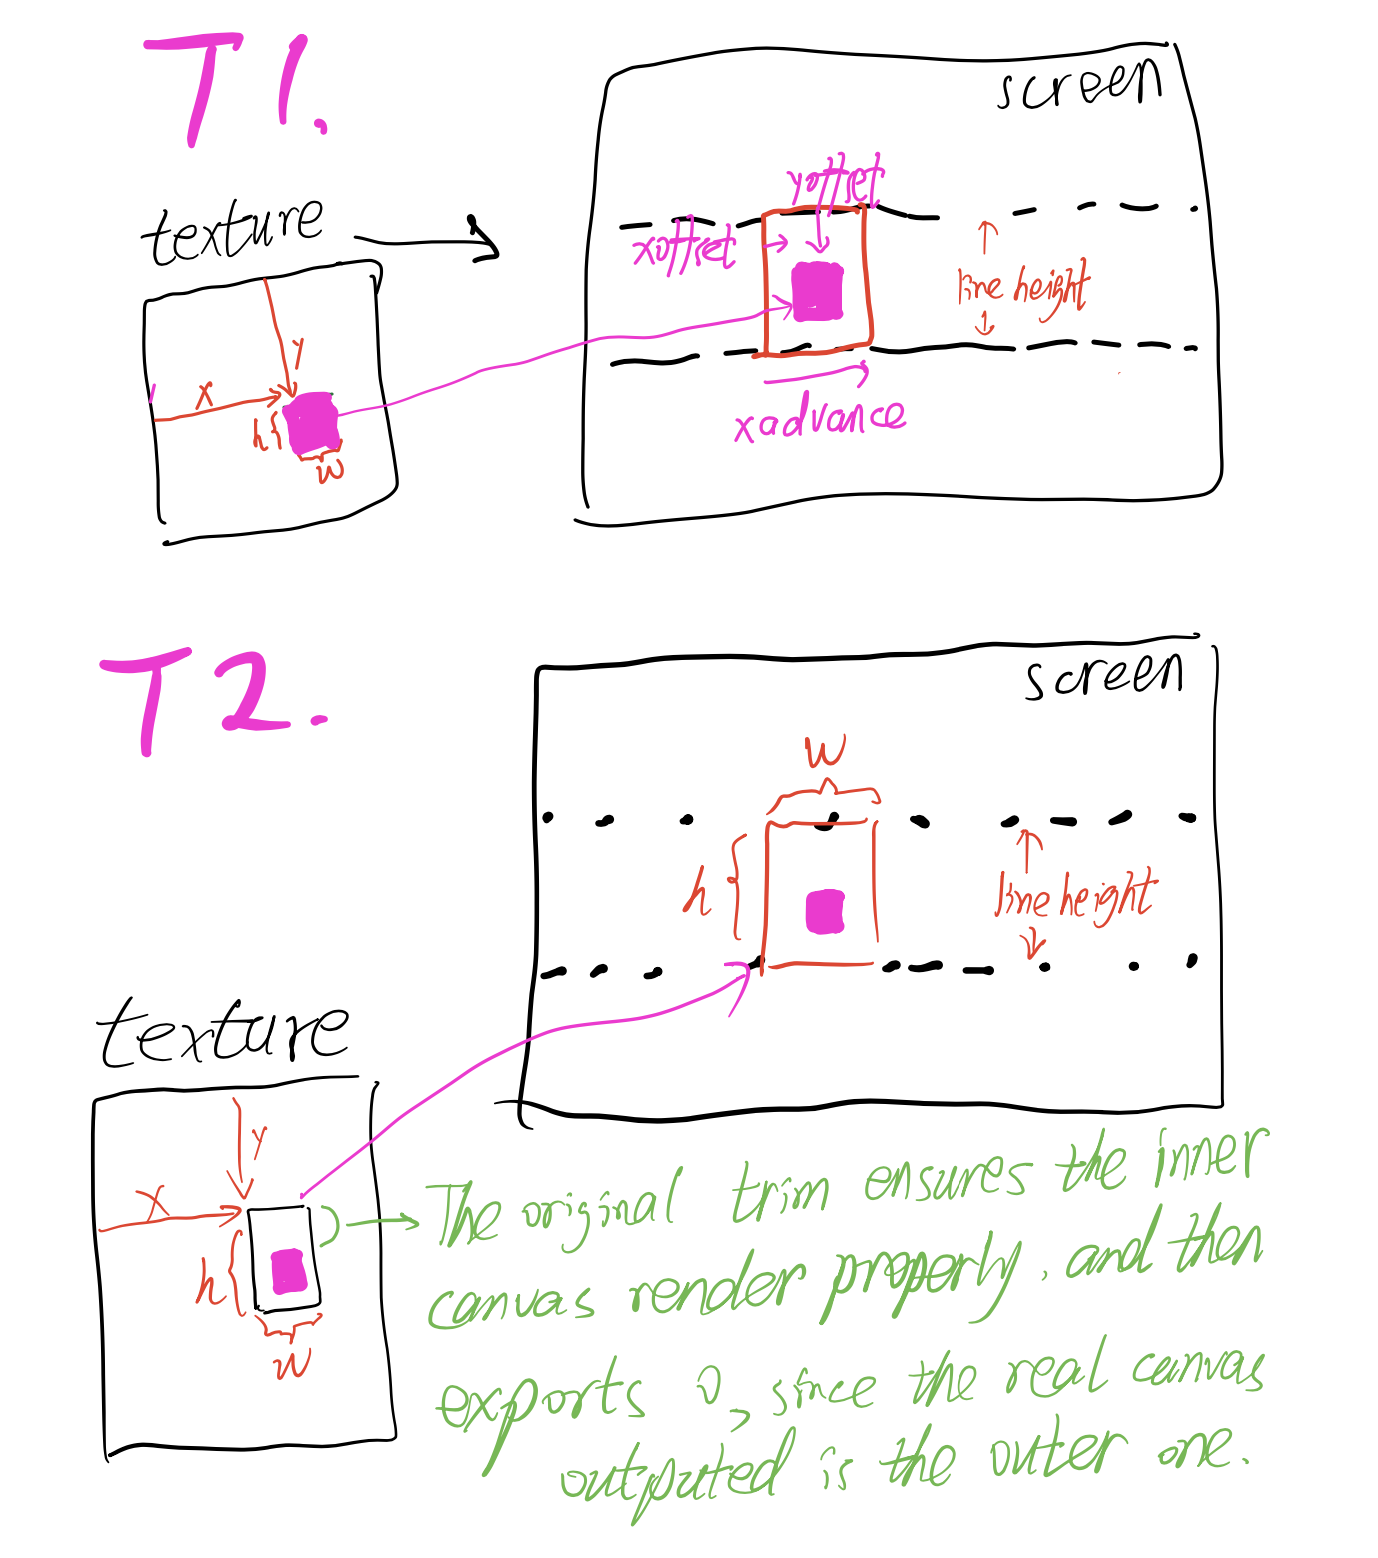 T1.
screen
yoffset
texture
xoffset
line height
y
x
h
w
xadvance
T2.
screen
w
h
line height
texture
y
x
h
w
The original trim ensures the inner
canvas render properly, and then
exports 0, since the real canvas
outputed is the outer one.